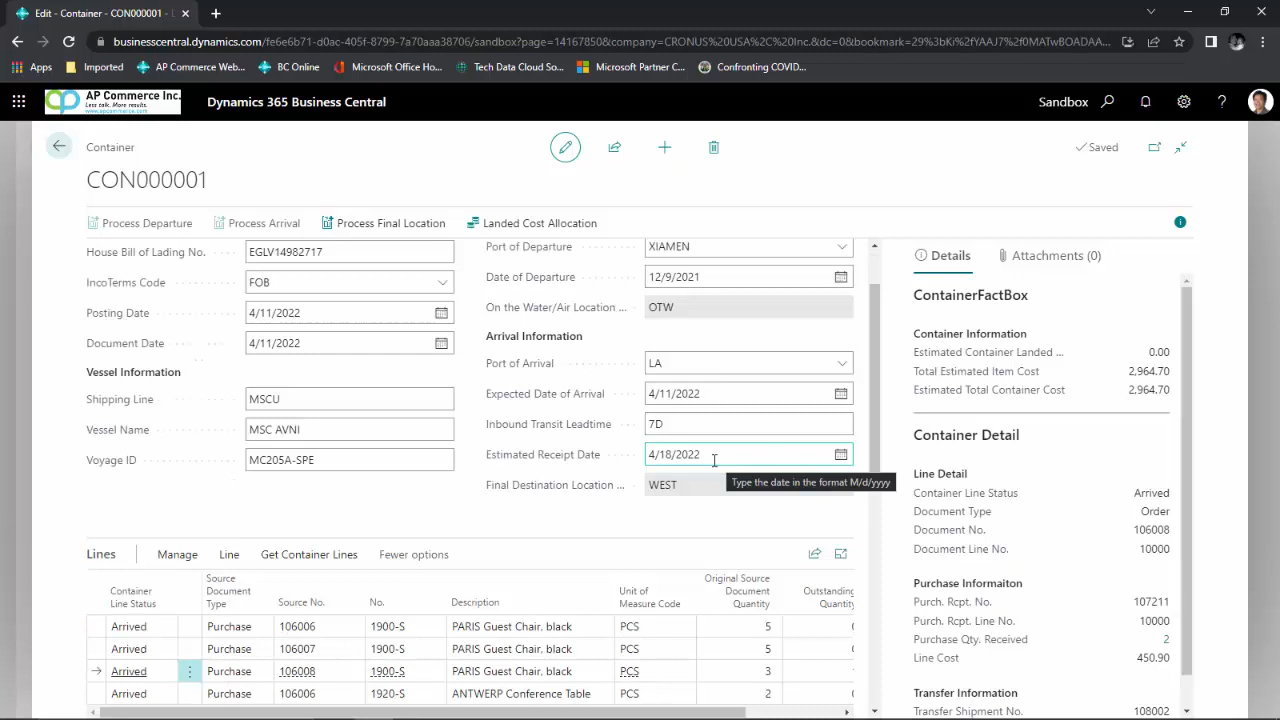 Edit - Container - CON000001 -
businesscentral.dynamics.com/fe6e6b71-d0ac-405f-8799-7a70aaa38706/sandbox?page=14167850&company=CRONUS%20USA%2C%20Inc.&dc=0&bookmark=29%3bKi%2fYAAJ7%2f0MATwBOADAA...
Apps
Imported
AP Commerce Web...
BC Online
Microsoft Office Ho...
Tech Data Cloud So...
Microsoft Partner C...
Confronting COVID...
AP Commerce Inc.
Less talk. More results.
www.apcommerce.com
Dynamics 365 Business Central
Sandbox
Container
Saved
CON000001
Process Departure
Process Arrival
Process Final Location
Landed Cost Allocation
House Bill of Lading No.
EGLV14982717
IncoTerms Code
FOB
Posting Date
4/11/2022
Document Date
4/11/2022
Vessel Information
Shipping Line
MSCU
Vessel Name
MSC AVNI
Voyage ID
MC205A-SPE
Port of Departure
XIAMEN
Date of Departure
12/9/2021
On the Water/Air Location ...
OTW
Arrival Information
Port of Arrival
LA
Expected Date of Arrival
4/11/2022
Inbound Transit Leadtime
7D
Estimated Receipt Date
4/18/2022
Type the date in the format M/d/yyyy
Final Destination Location ...
WEST
Lines
Manage
Line
Get Container Lines
Fewer options
Container Line Status
Source Document Type
Source No.
No.
Description
Unit of Measure Code
Original Source Document Quantity
Outstanding Quantity
Arrived Purchase 106006 1900-S PARIS Guest Chair, black PCS 5
Arrived Purchase 106007 1900-S PARIS Guest Chair, black PCS 5
Arrived Purchase 106008 1900-S PARIS Guest Chair, black PCS 3
Arrived Purchase 106006 1920-S ANTWERP Conference Table PCS 2
Details
Attachments (0)
ContainerFactBox
Container Information
Estimated Container Landed ... 0.00
Total Estimated Item Cost 2,964.70
Estimated Total Container Cost 2,964.70
Container Detail
Line Detail
Container Line Status Arrived
Document Type Order
Document No. 106008
Document Line No. 10000
Purchase Informaiton
Purch. Rcpt. No. 107211
Purch. Rcpt. Line No. 10000
Purchase Qty. Received 2
Line Cost 450.90
Transfer Information
Transfer Shipment No. 108002